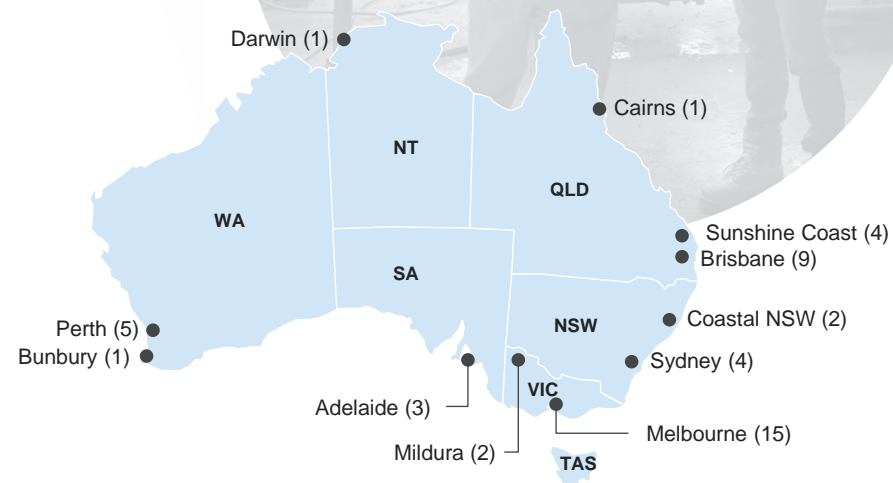 Darwin (1)
Cairns (1)
NT
QLD
WA
Sunshine Coast (4)
Brisbane (9)
SA
Perth (5)
Coastal NSW (2)
NSW
Bunbury (1)
Sydney (4)
VIC
Adelaide (3)
Melbourne (15)
Mildura (2)
TAS